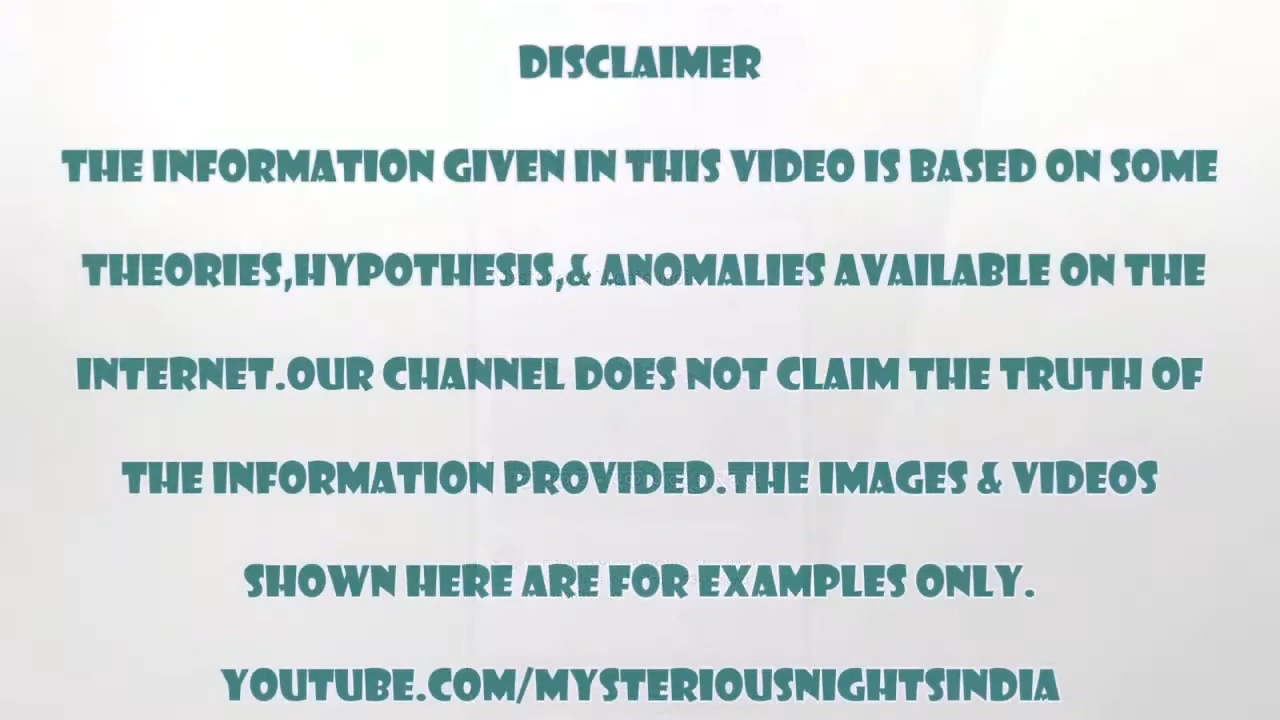 DISCLAIMER
THE INFORMATION GIVEN IN THIS VIDEO IS BASED ON SOME
THEORIES,HYPOTHESIS,& ANOMALIES AVAILABLE ON THE
INTERNET.OUR CHANNEL DOES NOT CLAIM THE TRUTH OF
THE INFORMATION PROVIDED.THE IMAGES & VIDEOS
SHOWN HERE ARE FOR EXAMPLES ONLY.
YOUTUBE.COM/MYSTERIOUSNIGHTSINDIA